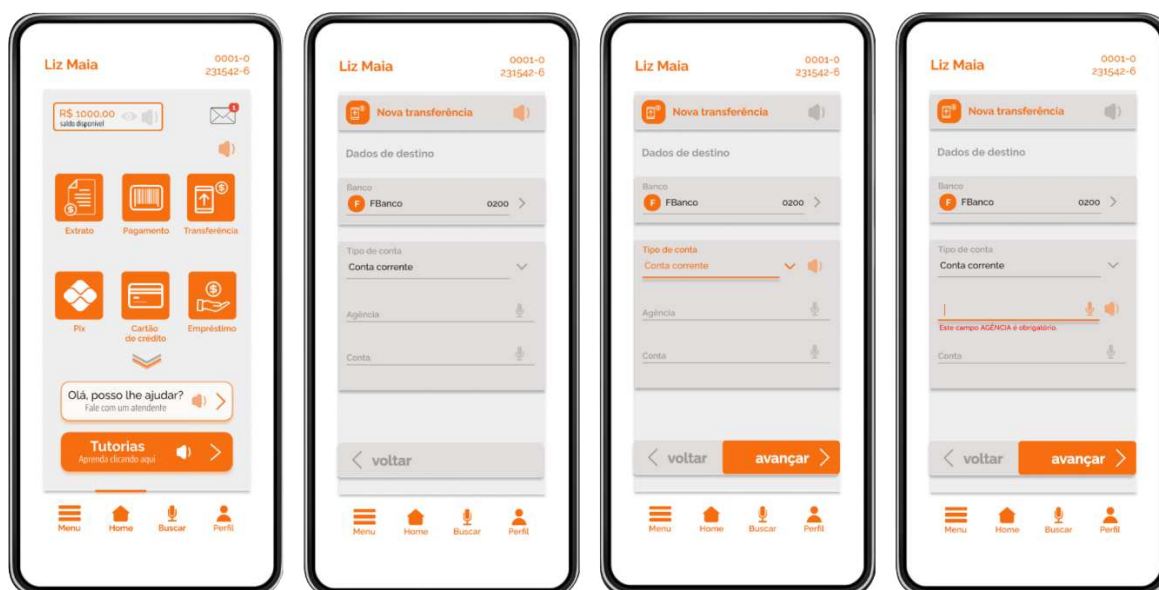 Liz Maia
0001-0
231542-6
R$ 1000,00
saldo disponível
1
Extrato
Pagamento
Transferência
Pix
Cartão
de crédito
Empréstimo
Olá, posso lhe ajudar?
Fale com um atendente
Tutorias
Aprenda clicando aqui
Menu
Home
Buscar
Perfil
Liz Maia
0001-0
231542-6
Nova transferência
Dados de destino
Banco
F FBanco 0200
Tipo de conta
Conta corrente
Agência
Conta
voltar
Menu
Home
Buscar
Perfil
Liz Maia
0001-0
231542-6
Nova transferência
Dados de destino
Banco
F FBanco 0200
Tipo de conta
Conta corrente
Agência
Conta
voltar
avançar
Menu
Home
Buscar
Perfil
Liz Maia
0001-0
231542-6
Nova transferência
Dados de destino
Banco
F FBanco 0200
Tipo de conta
Conta corrente
Este campo AGÊNCIA é obrigatório.
Conta
voltar
avançar
Menu
Home
Buscar
Perfil